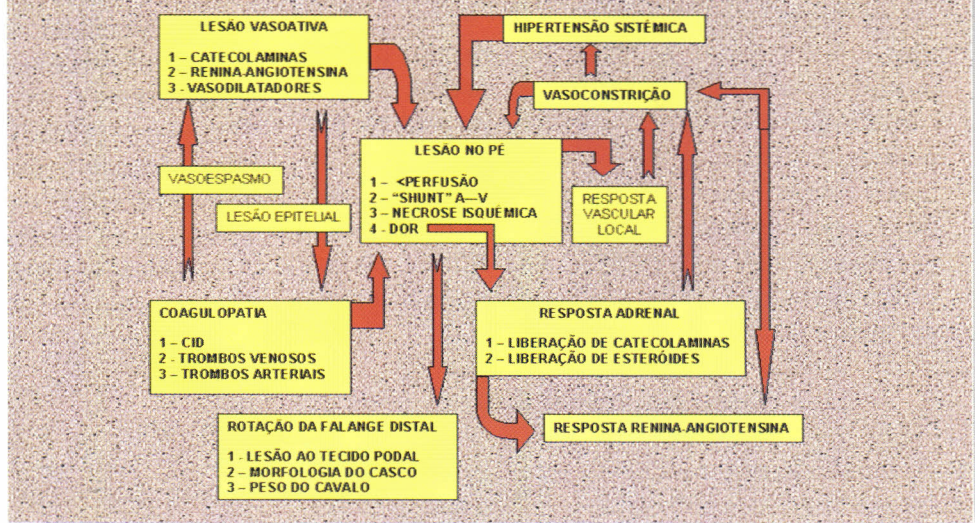 LESÃO VASOATIVA
1 – CATECOLAMINAS
2 – RENINA-ANGIOTENSINA
3 - VASODILATADORES
HIPERTENSÃO SISTÊMICA
VASOCONSTRIÇÃO
LESÃO NO PÉ
1 – <PERFUSÃO
2 – “SHUNT” A—V
3 – NECROSE ISQUÊMICA
4 - DOR
VASOESPASMO
LESÃO EPITELIAL
RESPOSTA
VASCULAR
LOCAL
COAGULOPATIA
1 – CID
2 - TROMBOS VENOSOS
3 – TROMBOS ARTERIAIS
RESPOSTA ADRENAL
1 – LIBERAÇÃO DE CATECOLAMINAS
2 – LIBERAÇÃO DE ESTERÓIDES
ROTAÇÃO DA FALANGE DISTAL
1 - LESÃO AO TECIDO PODAL
2 – MORFOLOGIA DO CASCO
3 – PESO DO CAVALO
RESPOSTA RENINA-ANGIOTENSINA